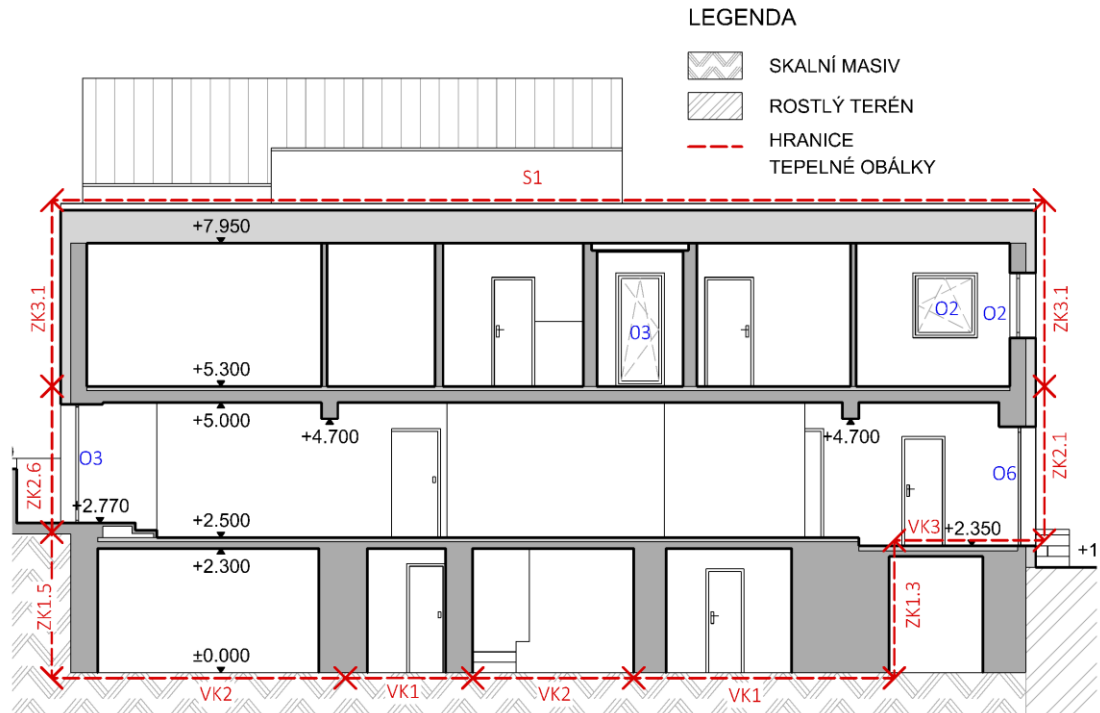 LEGENDA
SKALNÍ MASIV
ROSTLÝ TERÉN
HRANICE
TEPELNÉ OBÁLKY
S1
+7.950
ZK3.1
O3
O2
O2
ZK3.1
+5.300
+5.000
+4.700
+4.700
ZK2.6
O3
O6
ZK2.1
+2.770
+2.500
VK3
+2.350
+2.300
+1
ZK1.5
ZK1.3
±0.000
VK2
VK1
VK2
VK1